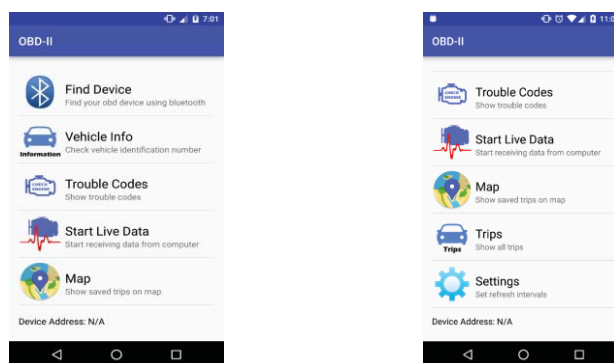 7:01
OBD-II
Find Device
Find your obd device using bluetooth
Vehicle Info
Check vehicle identification number
Information
Trouble Codes
Show trouble codes
CHECK
ENGINE
Start Live Data
Start receiving data from computer
Map
Show saved trips on map
Device Address: N/A
OBD-II
Trouble Codes
Show trouble codes
CHECK
ENGINE
Start Live Data
Start receiving data from computer
Map
Show saved trips on map
Trips
Show all trips
Trips
Settings
Set refresh intervals
Device Address: N/A